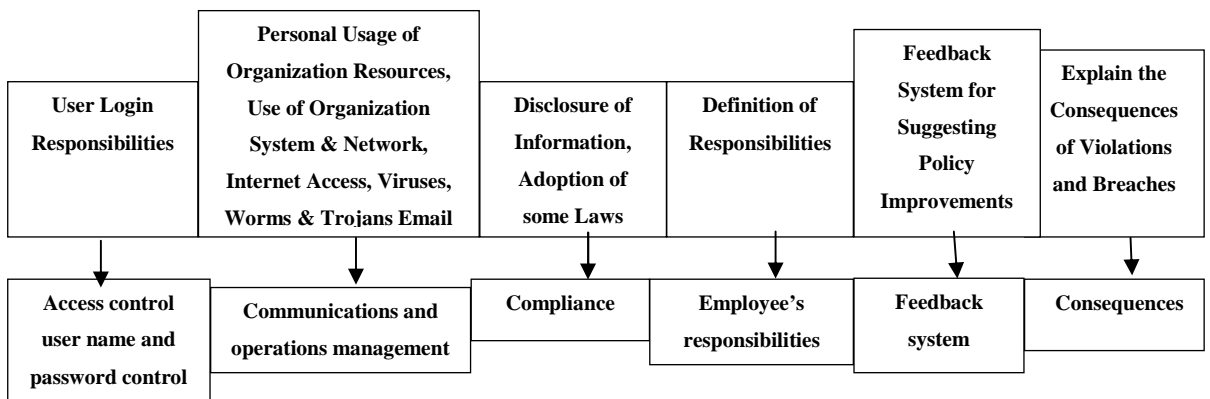 User Login
Responsibilities
Personal Usage of
Organization Resources,
Use of Organization
System & Network,
Internet Access, Viruses,
Worms & Trojans Email
Disclosure of
Information,
Adoption of
some Laws
Definition of
Responsibilities
Feedback
System for
Suggesting
Policy
Improvements
Explain the
Consequences
of Violations
and Breaches
Access control
user name and
password control
Communications and
operations management
Compliance
Employee's
responsibilities
Feedback
system
Consequences